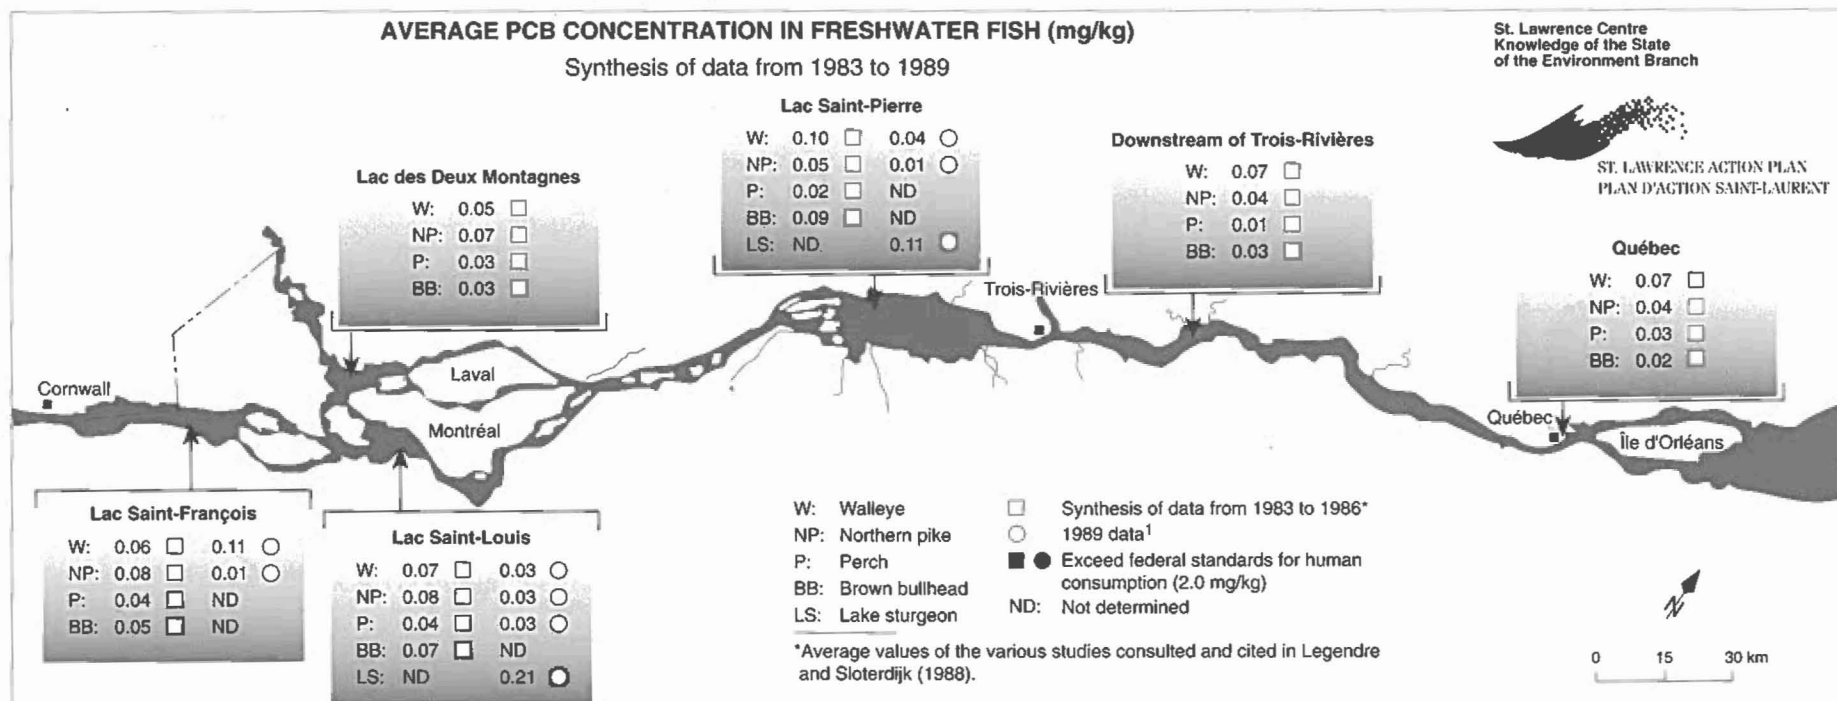 AVERAGE PCB CONCENTRATION IN FRESHWATER FISH (mg/kg)
Synthesis of data from 1983 to 1989
St. Lawrence Centre
Knowledge of the State
of the Environment Branch
ST. LAWRENCE ACTION PLAN
PLAN D'ACTION SAINT-LAURENT
Lac Saint-Pierre
W: 0.10 □ 0.04 ○
NP: 0.05 □ 0.01 ○
P: 0.02 □ ND
BB: 0.09 □ ND
LS: ND. 0.11 ○
Downstream of Trois-Rivières
W: 0.07 □
NP: 0.04 □
P: 0.01 □
BB: 0.03 □
Lac des Deux Montagnes
W: 0.05 □
NP: 0.07 □
P: 0.03 □
BB: 0.03 □
Québec
W: 0.07 □
NP: 0.04 □
P: 0.03 □
BB: 0.02 □
Trois-Rivières
Cornwall
Laval
Montréal
Québec
Île d'Orléans
Lac Saint-François
W: 0.06 □ 0.11 ○
NP: 0.08 □ 0.01 ○
P: 0.04 □ ND
BB: 0.05 □ ND
Lac Saint-Louis
W: 0.07 □ 0.03 ○
NP: 0.08 □ 0.03 ○
P: 0.04 □ 0.03 ○
BB: 0.07 □ ND
LS: ND 0.21 ○
W: Walleye
NP: Northern pike
P: Perch
BB: Brown bullhead
LS: Lake sturgeon
□ Synthesis of data from 1983 to 1986*
○ 1989 data¹
■ ● Exceed federal standards for human
consumption (2.0 mg/kg)
ND: Not determined
*Average values of the various studies consulted and cited in Legendre
and Sloterdijk (1988).
N
0 15 30 km